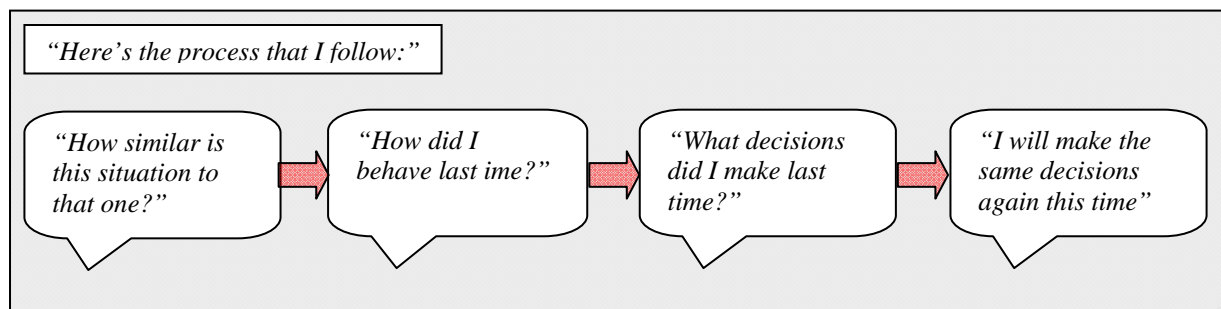 “Here’s the process that I follow:”
“How similar is
this situation to
that one?”
“How did I
behave last ime?”
“What decisions
did I make last
time?”
“I will make the
same decisions
again this time”